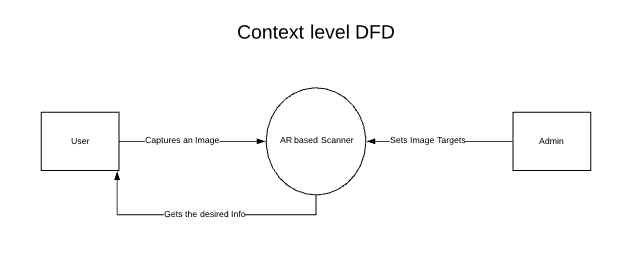 Context level DFD
User
Captures an Image
AR based Scanner
Sets Image Targets
Admin
Gets the desired Info